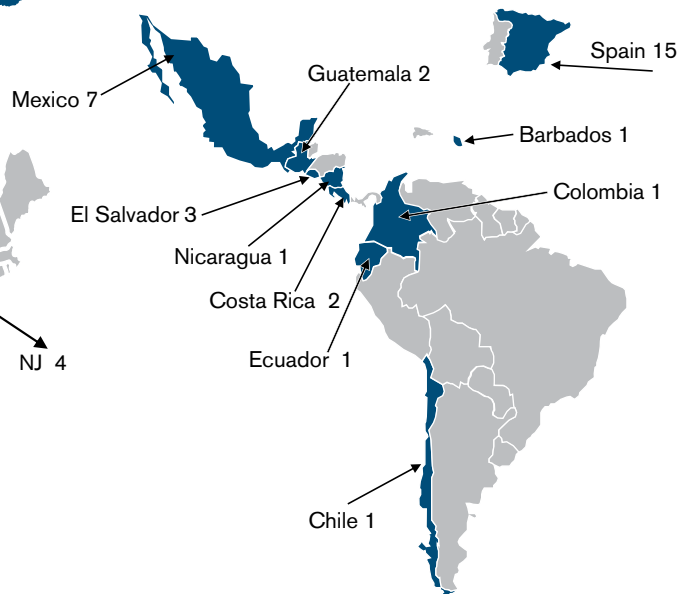 Spain 15
Guatemala 2
Mexico 7
Barbados 1
Colombia 1
El Salvador 3
Nicaragua 1
Costa Rica 2
Ecuador 1
NJ 4
Chile 1